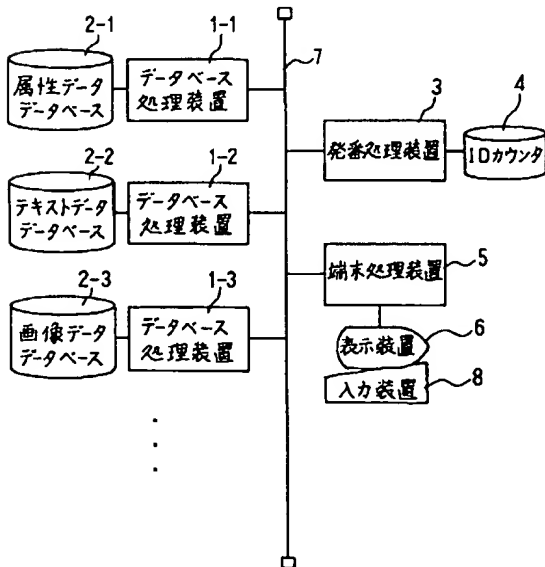 2-1
1-1
属性データ
データベース
データベース
処理装置
7
3
4
発番処理装置
IDカウンタ
2-2
1-2
テキストデータ
データベース
データベース
処理装置
端末処理装置
5
2-3
1-3
画像データ
データベース
データベース
処理装置
表示装置
6
入力装置
8